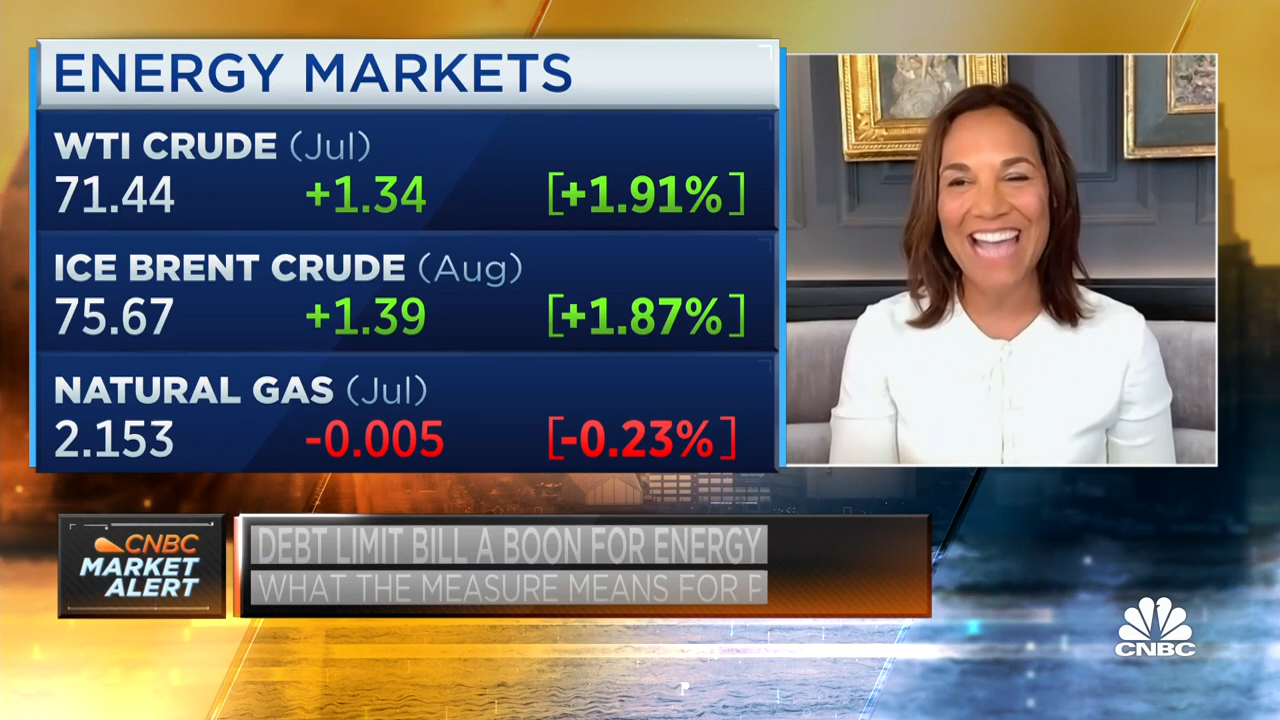 ENERGY MARKETS
WTI CRUDE (Jul)
71.44 +1.34 [+1.91%]
ICE BRENT CRUDE (Aug)
75.67 +1.39 [+1.87%]
NATURAL GAS (Jul)
2.153 -0.005 [-0.23%]
CNBC
MARKET
ALERT
DEBT LIMIT BILL A BOON FOR ENERGY
WHAT THE MEASURE MEANS FOR P
CNBC